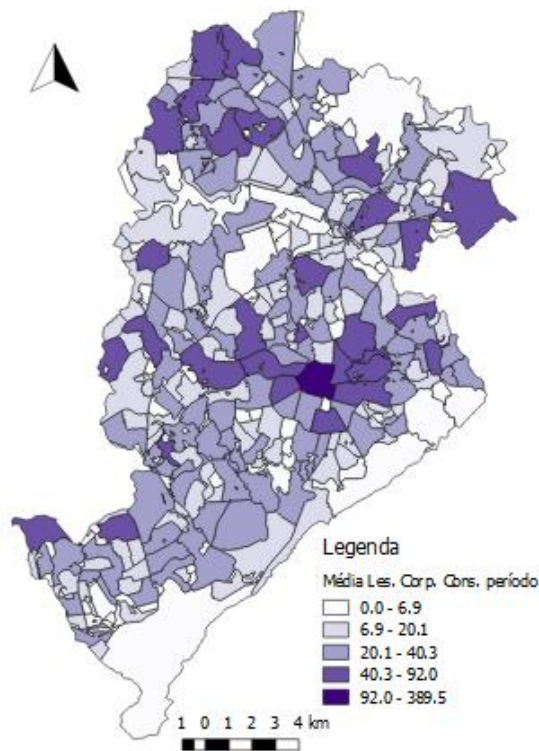 Legenda
Média Les. Corp. Cons. período
0.0 - 6.9
6.9 - 20.1
20.1 - 40.3
40.3 - 92.0
92.0 - 389.5
1 0 1 2 3 4 km